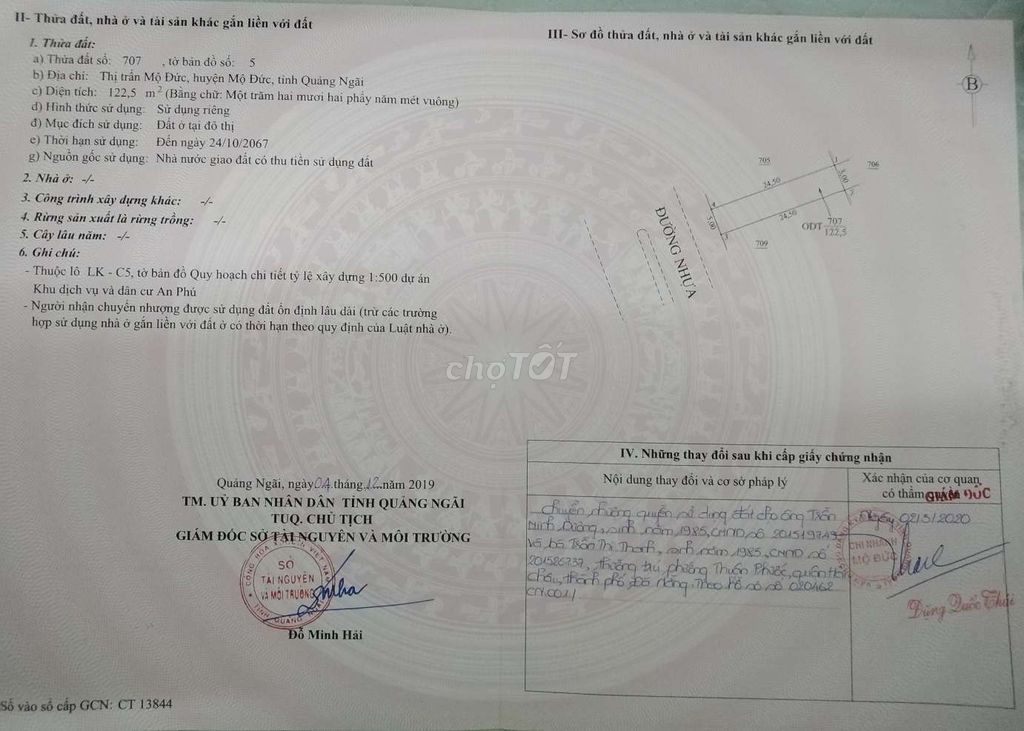 II- Thửa đất, nhà ở và tài sản khác gắn liền với đất
1. Thửa đất:
a) Thửa đất số: 707 , tờ bản đồ số: 5
b) Địa chỉ: Thị trấn Mộ Đức, huyện Mộ Đức, tỉnh Quảng Ngãi
c) Diện tích: 122,5 m² (Bằng chữ: Một trăm hai mươi hai phẩy năm mét vuông)
d) Hình thức sử dụng: Sử dụng riêng
đ) Mục đích sử dụng: Đất ở tại đô thị
e) Thời hạn sử dụng: Đến ngày 24/10/2067
g) Nguồn gốc sử dụng: Nhà nước giao đất có thu tiền sử dụng đất
2. Nhà ở: -/-
3. Công trình xây dựng khác: -/-
4. Rừng sản xuất là rừng trồng: -/-
5. Cây lâu năm: -/-
6. Ghi chú:
- Thuộc lô LK - C5, tờ bản đồ Quy hoạch chi tiết tỷ lệ xây dựng 1:500 dự án
Khu dịch vụ và dân cư An Phú
- Người nhận chuyển nhượng được sử dụng đất ổn định lâu dài (trừ các trường
hợp sử dụng nhà ở gắn liền với đất ở có thời hạn theo quy định của Luật nhà ở).
III- Sơ đồ thửa đất, nhà ở và tài sản khác gắn liền với đất
B
705
706
24,50
5,00
5,00
24,50
707
ODT 122,5
709
ĐƯỜNG NHỰA
chợTỐT
Quảng Ngãi, ngày 04 tháng 12 năm 2019
TM. UỶ BAN NHÂN DÂN TỈNH QUẢNG NGÃI
TUQ. CHỦ TỊCH
GIÁM ĐỐC SỞ TÀI NGUYÊN VÀ MÔI TRƯỜNG
SỞ
TÀI NGUYÊN
VÀ MÔI TRƯỜNG
TỈNH QUẢNG NGÃI
Đỗ Minh Hải
Số vào sổ cấp GCN: CT 13844
IV. Những thay đổi sau khi cấp giấy chứng nhận
Nội dung thay đổi và cơ sở pháp lý
Xác nhận của cơ quan
có thẩm quyền
GIÁM ĐỐC
Chuyển nhượng quyền sử dụng đất cho ông Trần
Minh Quảng, sinh năm 1985, CMND số 201519749
và bà Trần Thị Thanh, sinh năm 1985, CMND số
201526737, thường trú phường Thuận Phước, quận Hải
Châu, thành phố Đà Nẵng. Theo hồ sơ số 020462
CN.001/
Ngày 02/5/2020
CHI NHÁNH
MỘ ĐỨC
Quốc Thái